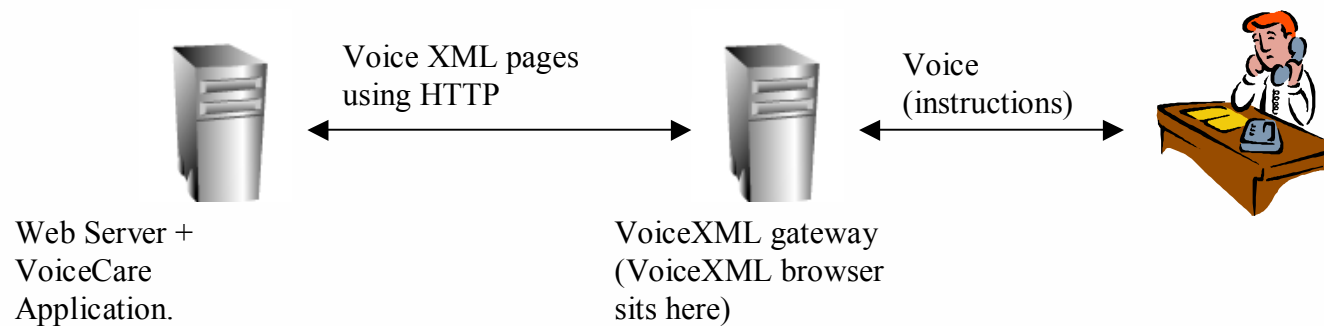 Voice XML pages
using HTTP
Voice
(instructions)
Web Server +
VoiceCare
Application.
VoiceXML gateway
(VoiceXML browser
sits here)